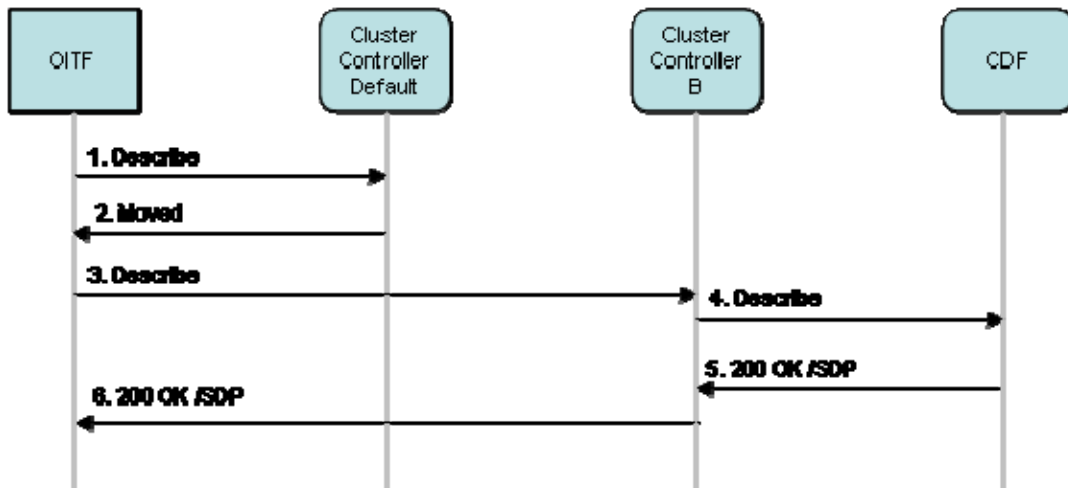 OITF
Cluster
Controller
Default
Cluster
Controller
B
CDF
1. Describe
2. Moved
3. Describe
4. Describe
5. 200 OK /SDP
6. 200 OK /SDP